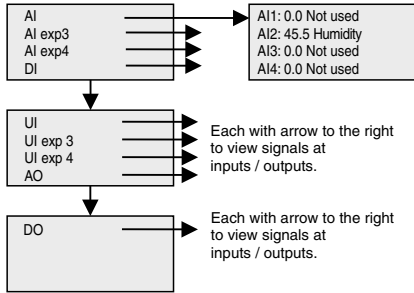 AI
AI exp3
AI exp4
DI
AI1: 0.0 Not used
AI2: 45.5 Humidity
AI3: 0.0 Not used
AI4: 0.0 Not used
UI
UI exp 3
UI exp 4
AO
Each with arrow to the right
to view signals at
inputs / outputs.
DO
Each with arrow to the right
to view signals at
inputs / outputs.